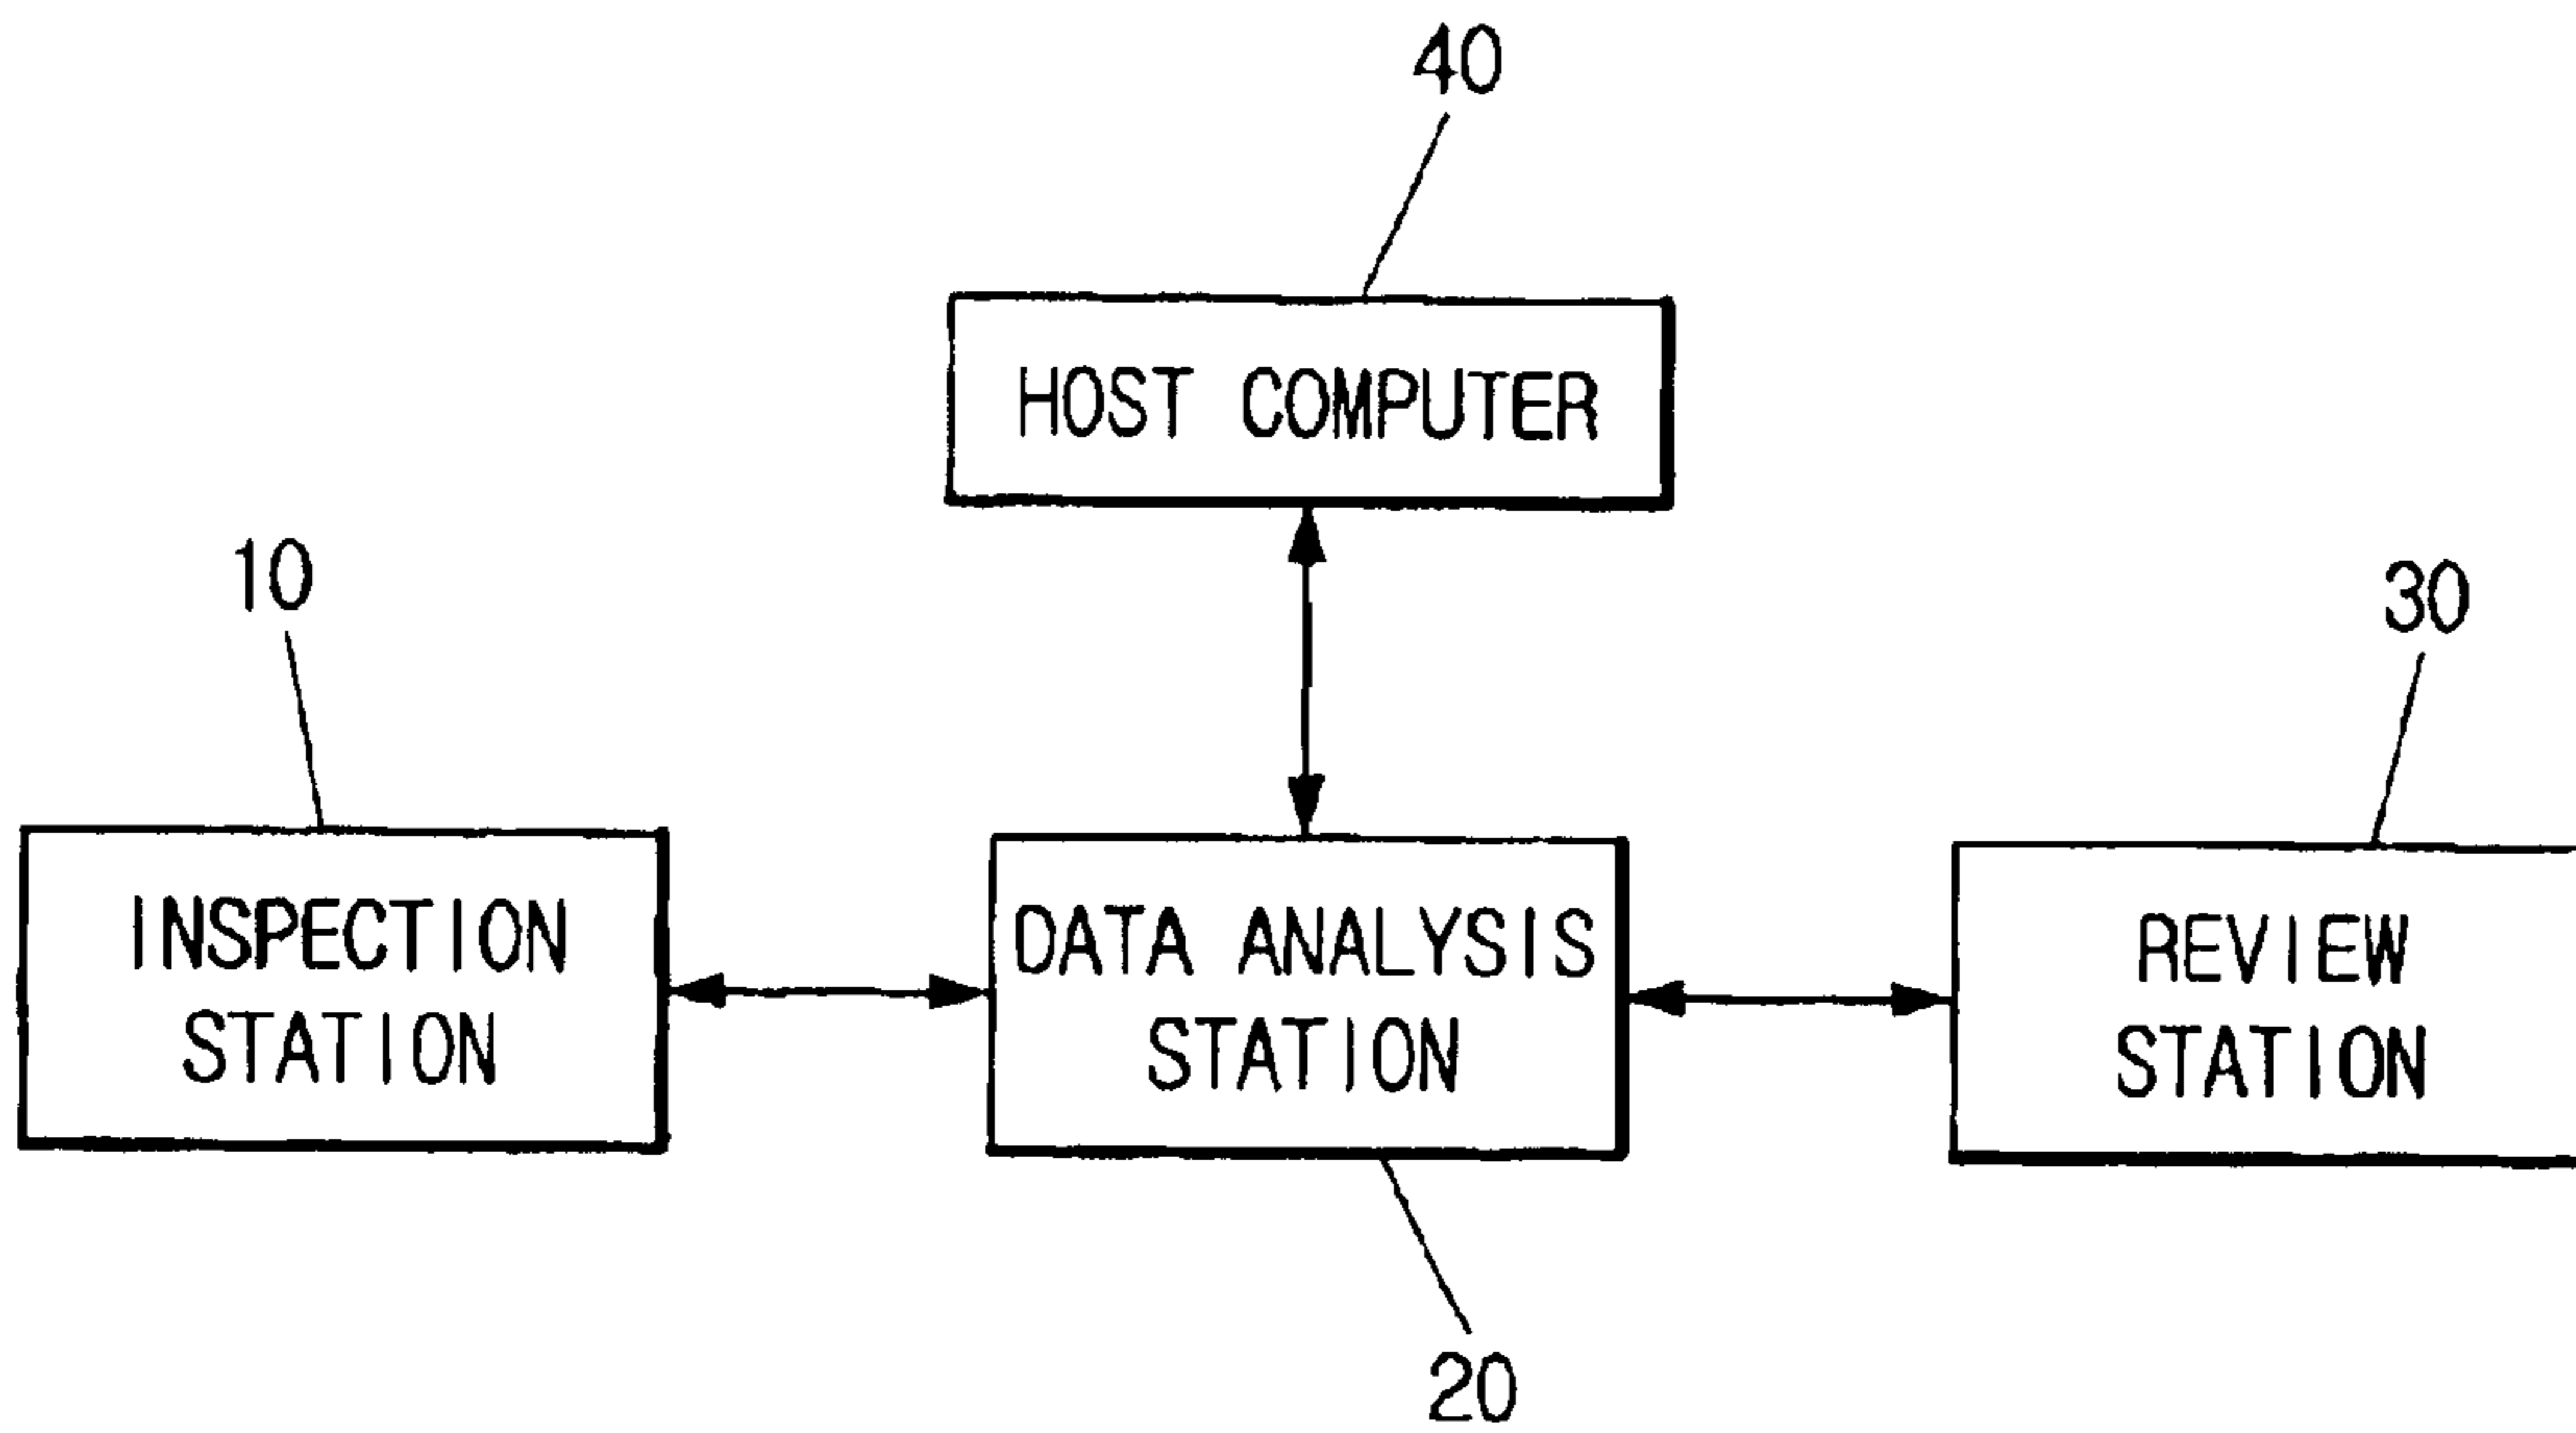 40
HOST COMPUTER
10
30
INSPECTION
STATION
DATA ANALYSIS
STATION
REVIEW
STATION
20